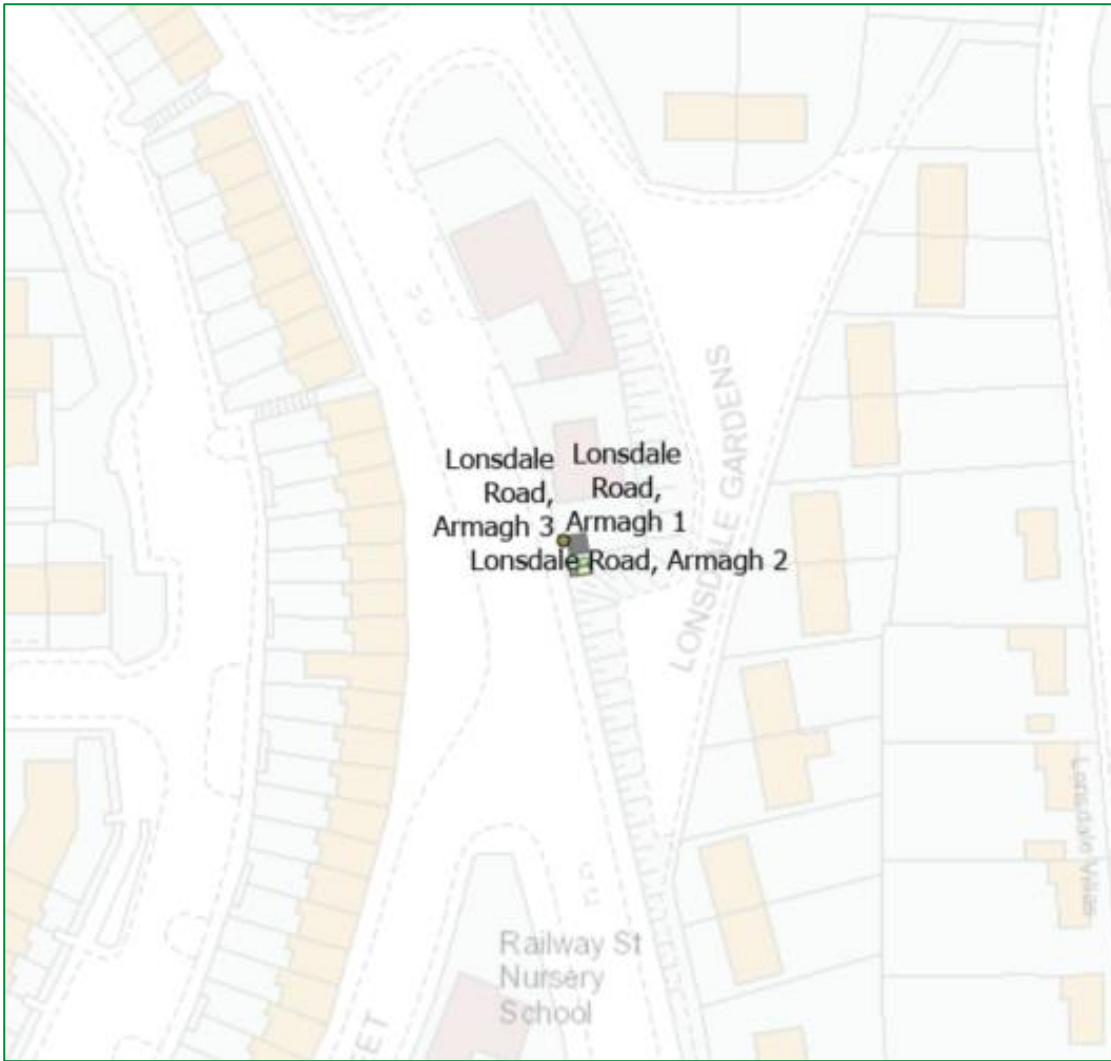 Lonsdale
Road,
Armagh 3
Lonsdale
Road,
Armagh 1
Lonsdale Road, Armagh 2
LONSDALE GARDENS
Lonsdale Villas
Railway St
Nursery
School
EET